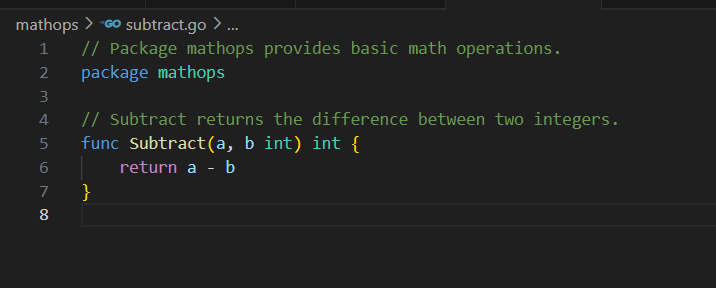 mathops > GO subtract.go > ...
1 // Package mathops provides basic math operations.
2 package mathops
3
4 // Subtract returns the difference between two integers.
5 func Subtract(a, b int) int {
6     return a - b
7 }
8